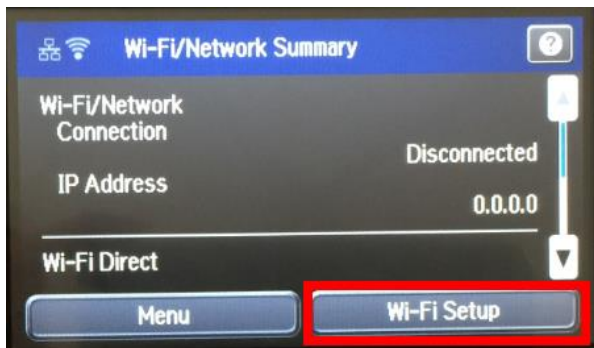 Wi-Fi/Network Summary
?
Wi-Fi/Network
Connection
Disconnected
IP Address
0.0.0.0
Wi-Fi Direct
Menu
Wi-Fi Setup